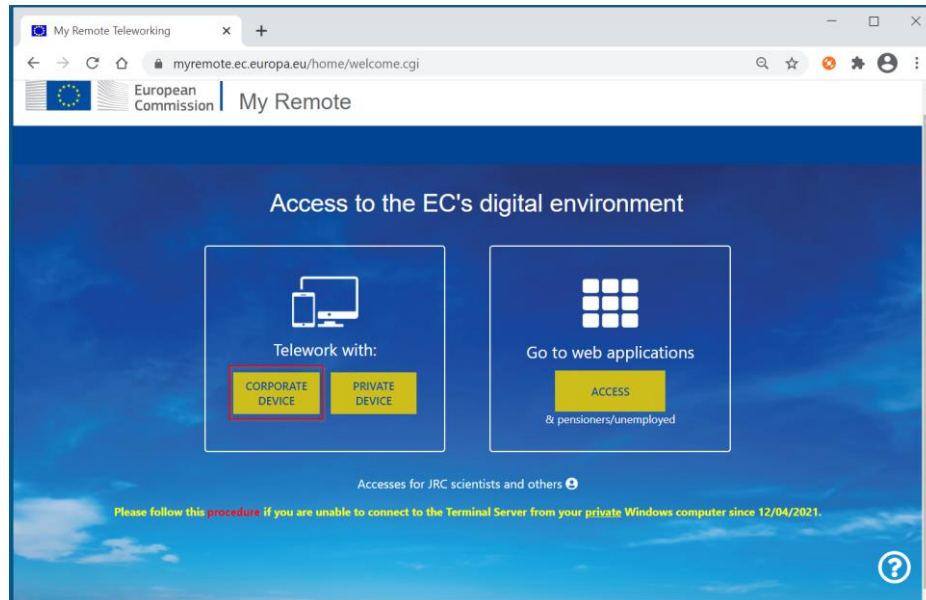 My Remote Teleworking
myremote.ec.europa.eu/home/welcome.cgi
European
Commission
My Remote
Access to the EC's digital environment
Telework with:
CORPORATE
DEVICE
PRIVATE
DEVICE
Go to web applications
ACCESS
& pensioners/unemployed
Accesses for JRC scientists and others
Please follow this procedure if you are unable to connect to the Terminal Server from your private Windows computer since 12/04/2021.